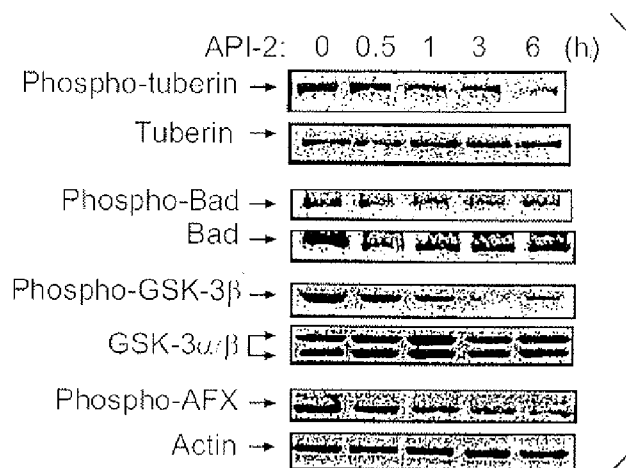 API-2: 0 0.5 1 3 6 (h)
Phospho-tuberin
Tuberin
Phospho-Bad
Bad
Phospho-GSK-3β
GSK-3α/β
Phospho-AFX
Actin